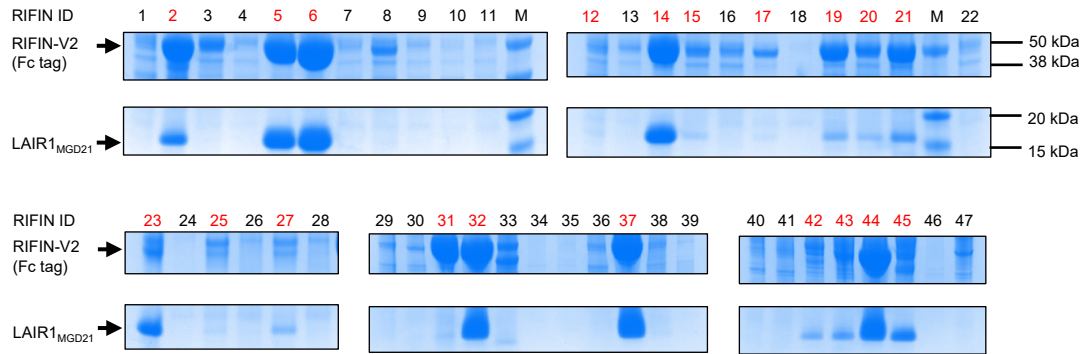 RIFIN ID 1 2 3 4 5 6 7 8 9 10 11 M 12 13 14 15 16 17 18 19 20 21 M 22
RIFIN-V2
(Fc tag)
50 kDa
38 kDa
LAIR1MGD21
20 kDa
15 kDa
RIFIN ID 23 24 25 26 27 28 29 30 31 32 33 34 35 36 37 38 39 40 41 42 43 44 45 46 47
RIFIN-V2
(Fc tag)
LAIR1MGD21